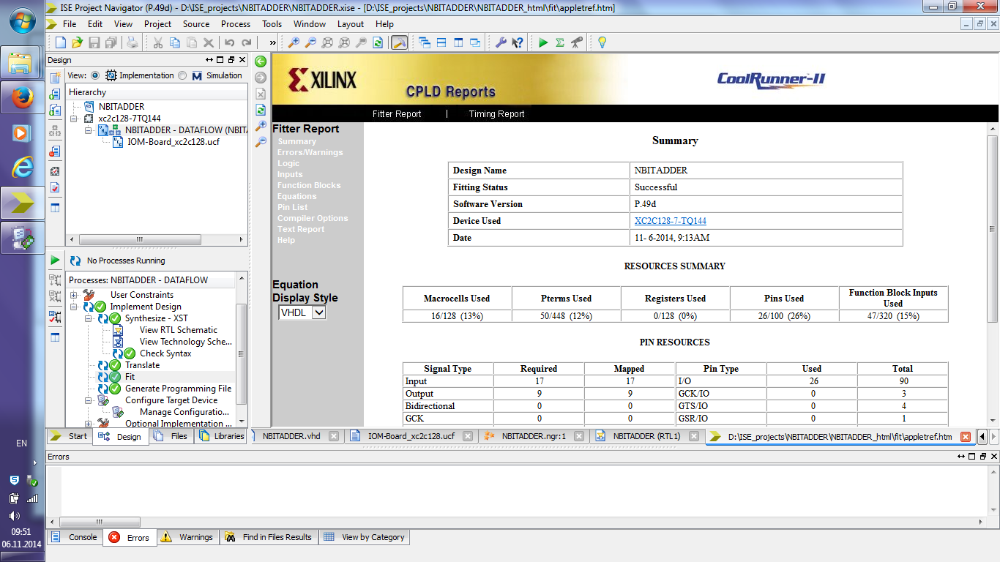 ISE Project Navigator (P.49d) - D:\ISE_projects\NBITADDER\NBITADDER.xise - [D:\ISE_projects\NBITADDER\NBITADDER_html\fit\appletref.htm]
File Edit View Project Source Process Tools Window Layout Help
»
Design
View: Implementation Simulation
Hierarchy
NBITADDER
xc2c128-7TQ144
NBITADDER - DATAFLOW (NBITA
IOM-Board_xc2c128.ucf
No Processes Running
Processes: NBITADDER - DATAFLOW
User Constraints
Implement Design
Synthesize - XST
View RTL Schematic
View Technology Sche...
Check Syntax
Translate
Fit
Generate Programming File
Configure Target Device
Manage Configuratio...
Optional Implementation ...
Start Design Files Libraries
XILINX
CPLD Reports
CoolRunner-II
Fitter Report | Timing Report
Fitter Report
Summary
Errors/Warnings
Logic
Inputs
Function Blocks
Equations
Pin List
Compiler Options
Text Report
Help
Equation
Display Style
VHDL
Summary
Design Name NBITADDER
Fitting Status Successful
Software Version P.49d
Device Used XC2C128-7-TQ144
Date 11- 6-2014, 9:13AM
RESOURCES SUMMARY
Macrocells Used Pterms Used Registers Used Pins Used Function Block Inputs Used
16/128 (13%) 50/448 (12%) 0/128 (0%) 26/100 (26%) 47/320 (15%)
PIN RESOURCES
Signal Type Required Mapped Pin Type Used Total
Input 17 17 I/O 26 90
Output 9 9 GCK/IO 0 3
Bidirectional 0 0 GTS/IO 0 4
GCK 0 0 GSR/IO 0 1
NBITADDER.vhd IOM-Board_xc2c128.ucf NBITADDER.ngr:1 NBITADDER (RTL1) D:\ISE_projects\NBITADDER\NBITADDER_html\fit\appletref.htm
Errors
Console Errors Warnings Find in Files Results View by Category
EN
09:51
06.11.2014